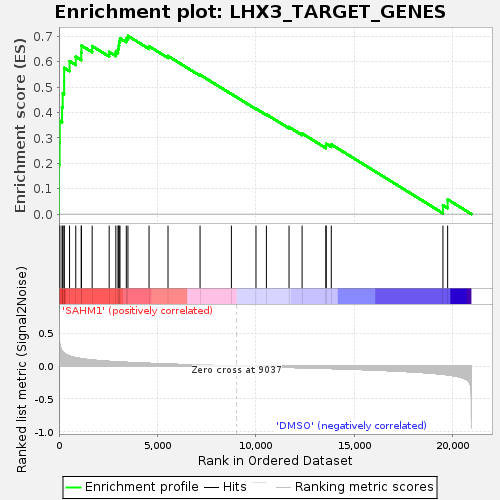 Enrichment plot: LHX3_TARGET_GENES
Enrichment score (ES)
0.7
0.6
0.5
0.4
0.3
0.2
0.1
0.0
'SAHM1' (positively correlated)
Ranked list metric (Signal2Noise)
0.5
0.0
-0.5
-1.0
Zero cross at 9037
'DMSO' (negatively correlated)
0 5,000 10,000 15,000 20,000
Rank in Ordered Dataset
Enrichment profile Hits Ranking metric scores